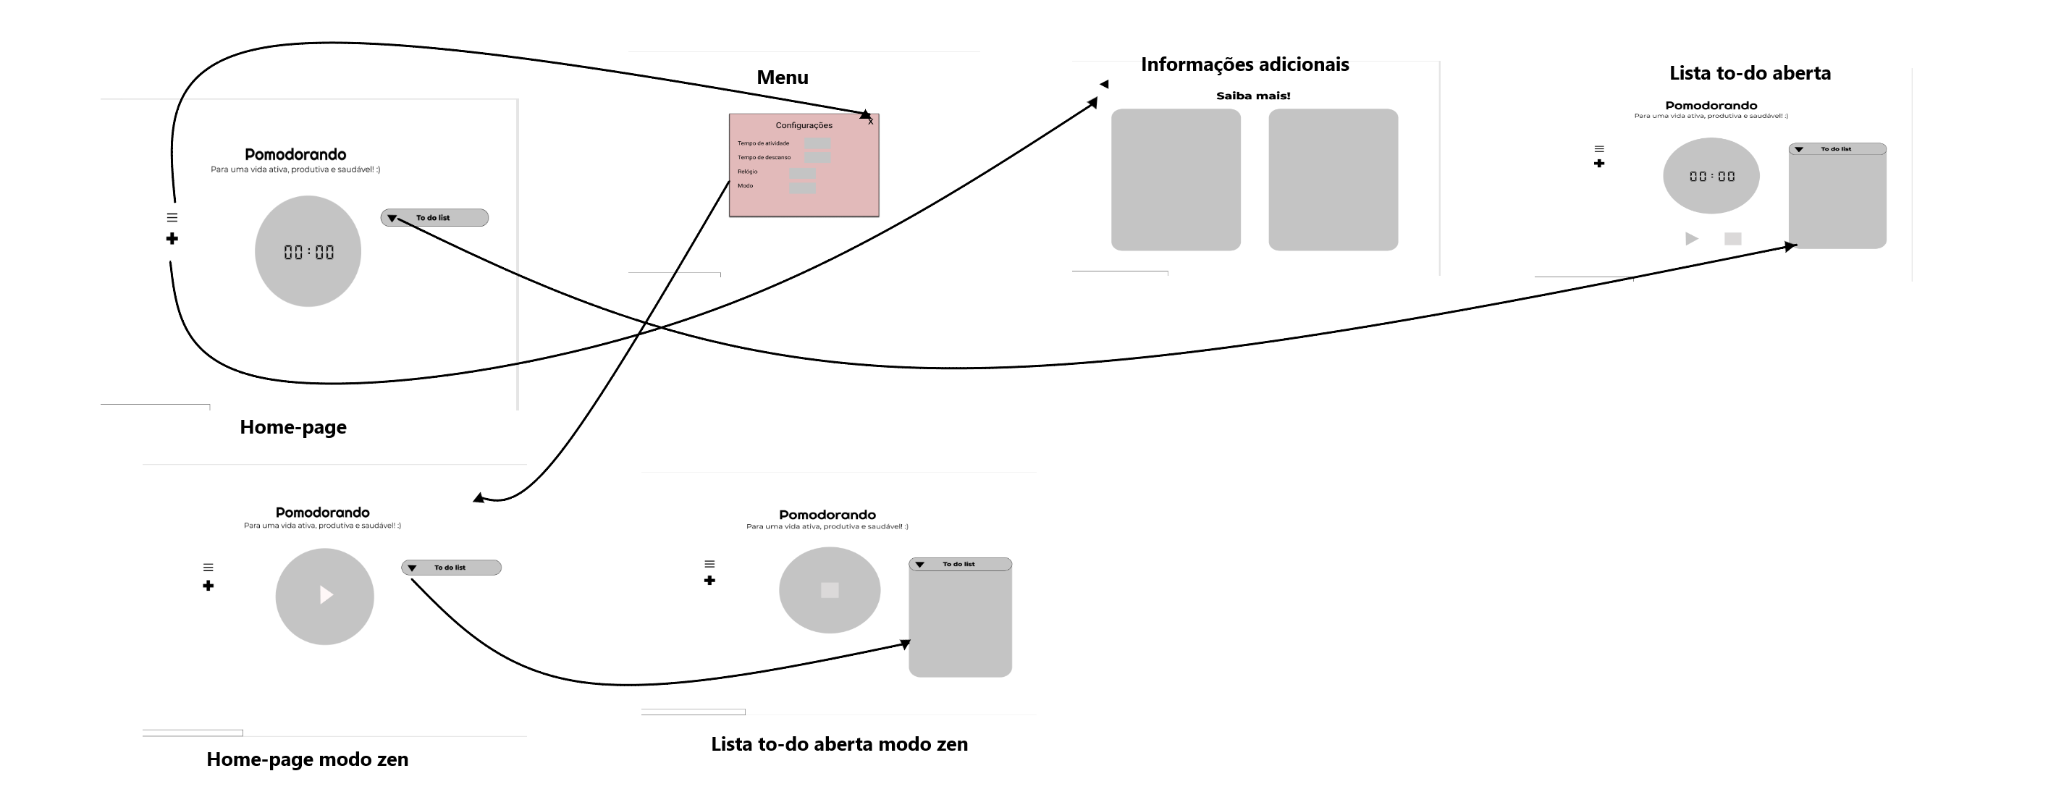 Menu
Configurações
X
Tempo de atividade
Tempo de descanso
Relógio
Modo
Informações adicionais
Saiba mais!
Lista to-do aberta
Pomodorando
Para uma vida ativa, produtiva e saudável! :)
To do list
00:00
Pomodorando
Para uma vida ativa, produtiva e saudável! :)
To do list
00:00
Home-page
Pomodorando
Para uma vida ativa, produtiva e saudável! :)
To do list
Home-page modo zen
Pomodorando
Para uma vida ativa, produtiva e saudável! :)
To do list
Lista to-do aberta modo zen